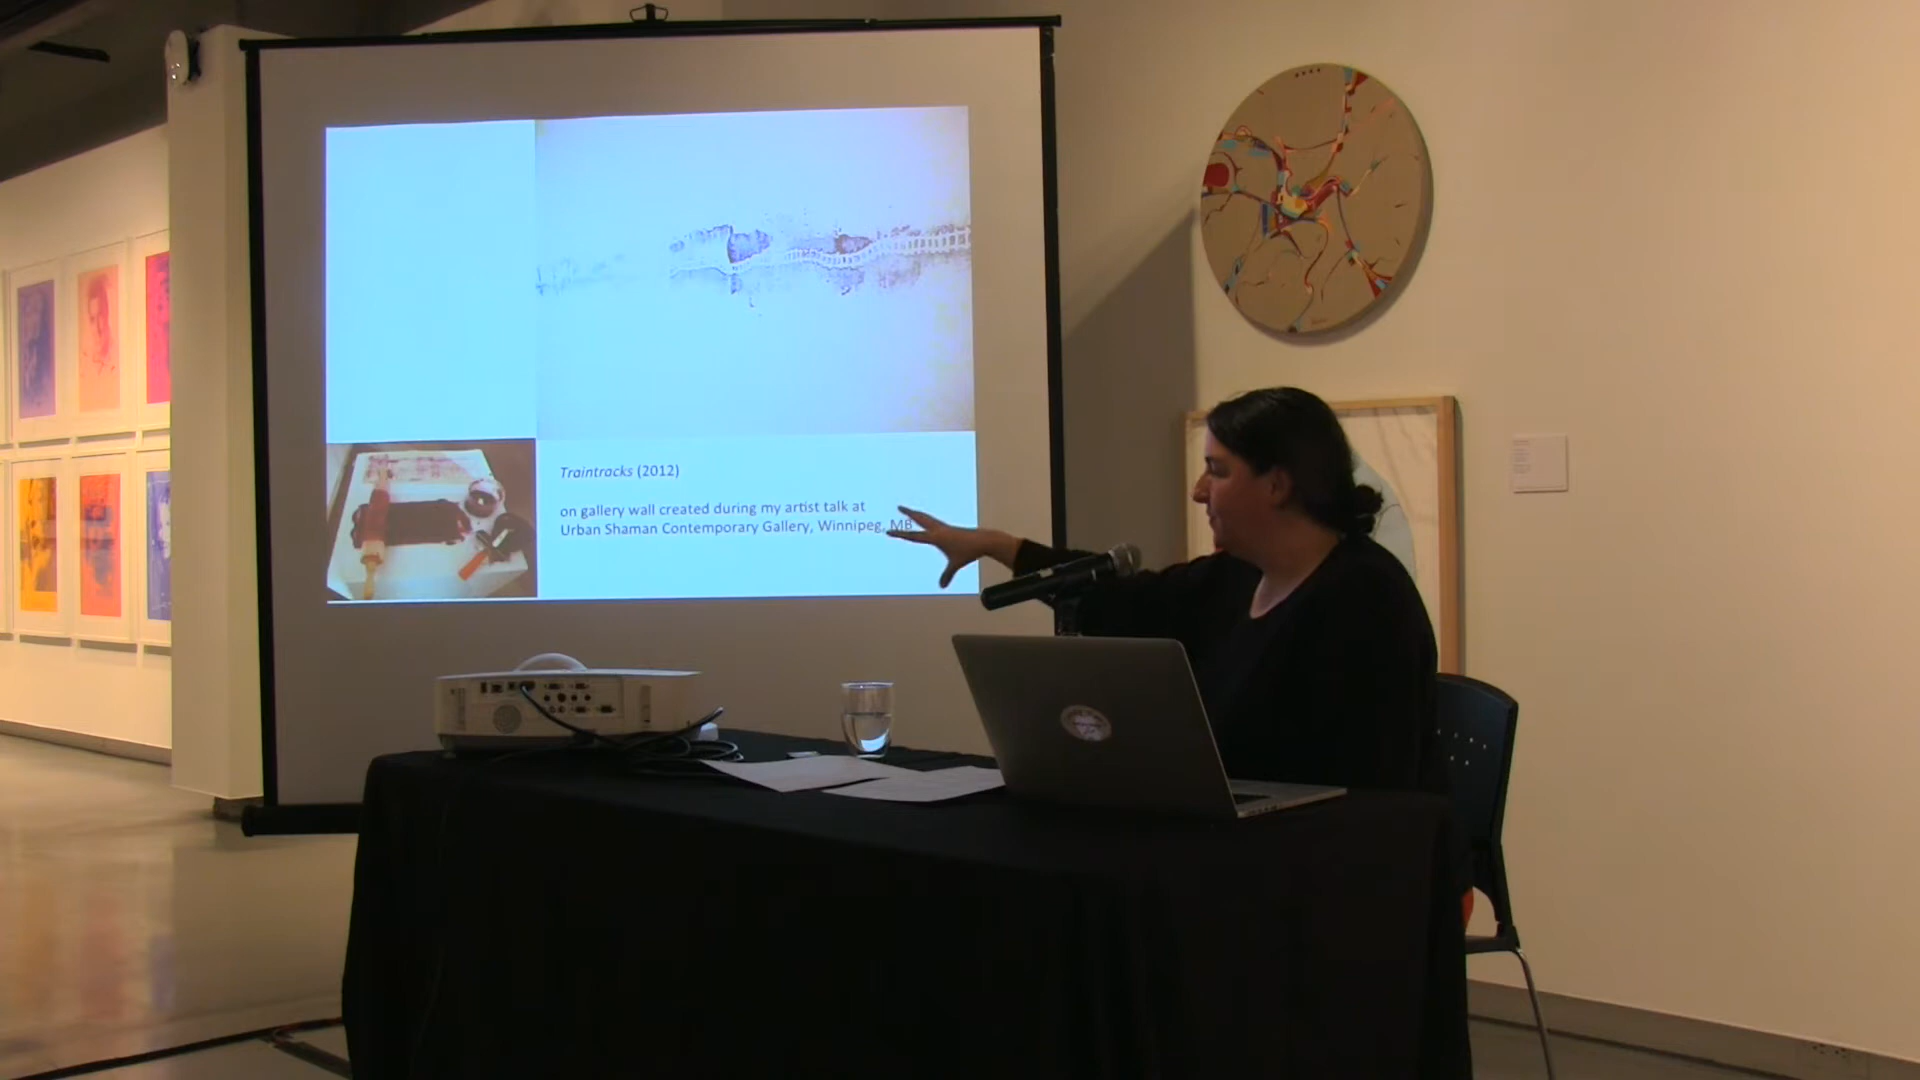 Traintracks (2012)
on gallery wall created during my artist talk at
Urban Shaman Contemporary Gallery, Winnipeg, MB